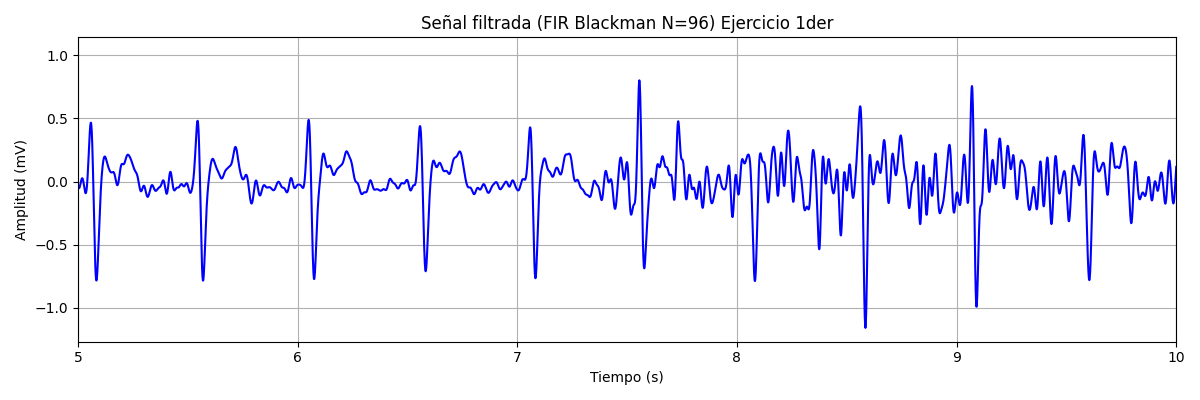 Señal filtrada (FIR Blackman N=96) Ejercicio 1der
Amplitud (mV)
1.0
0.5
0.0
−0.5
−1.0
5 6 7 8 9 10
Tiempo (s)